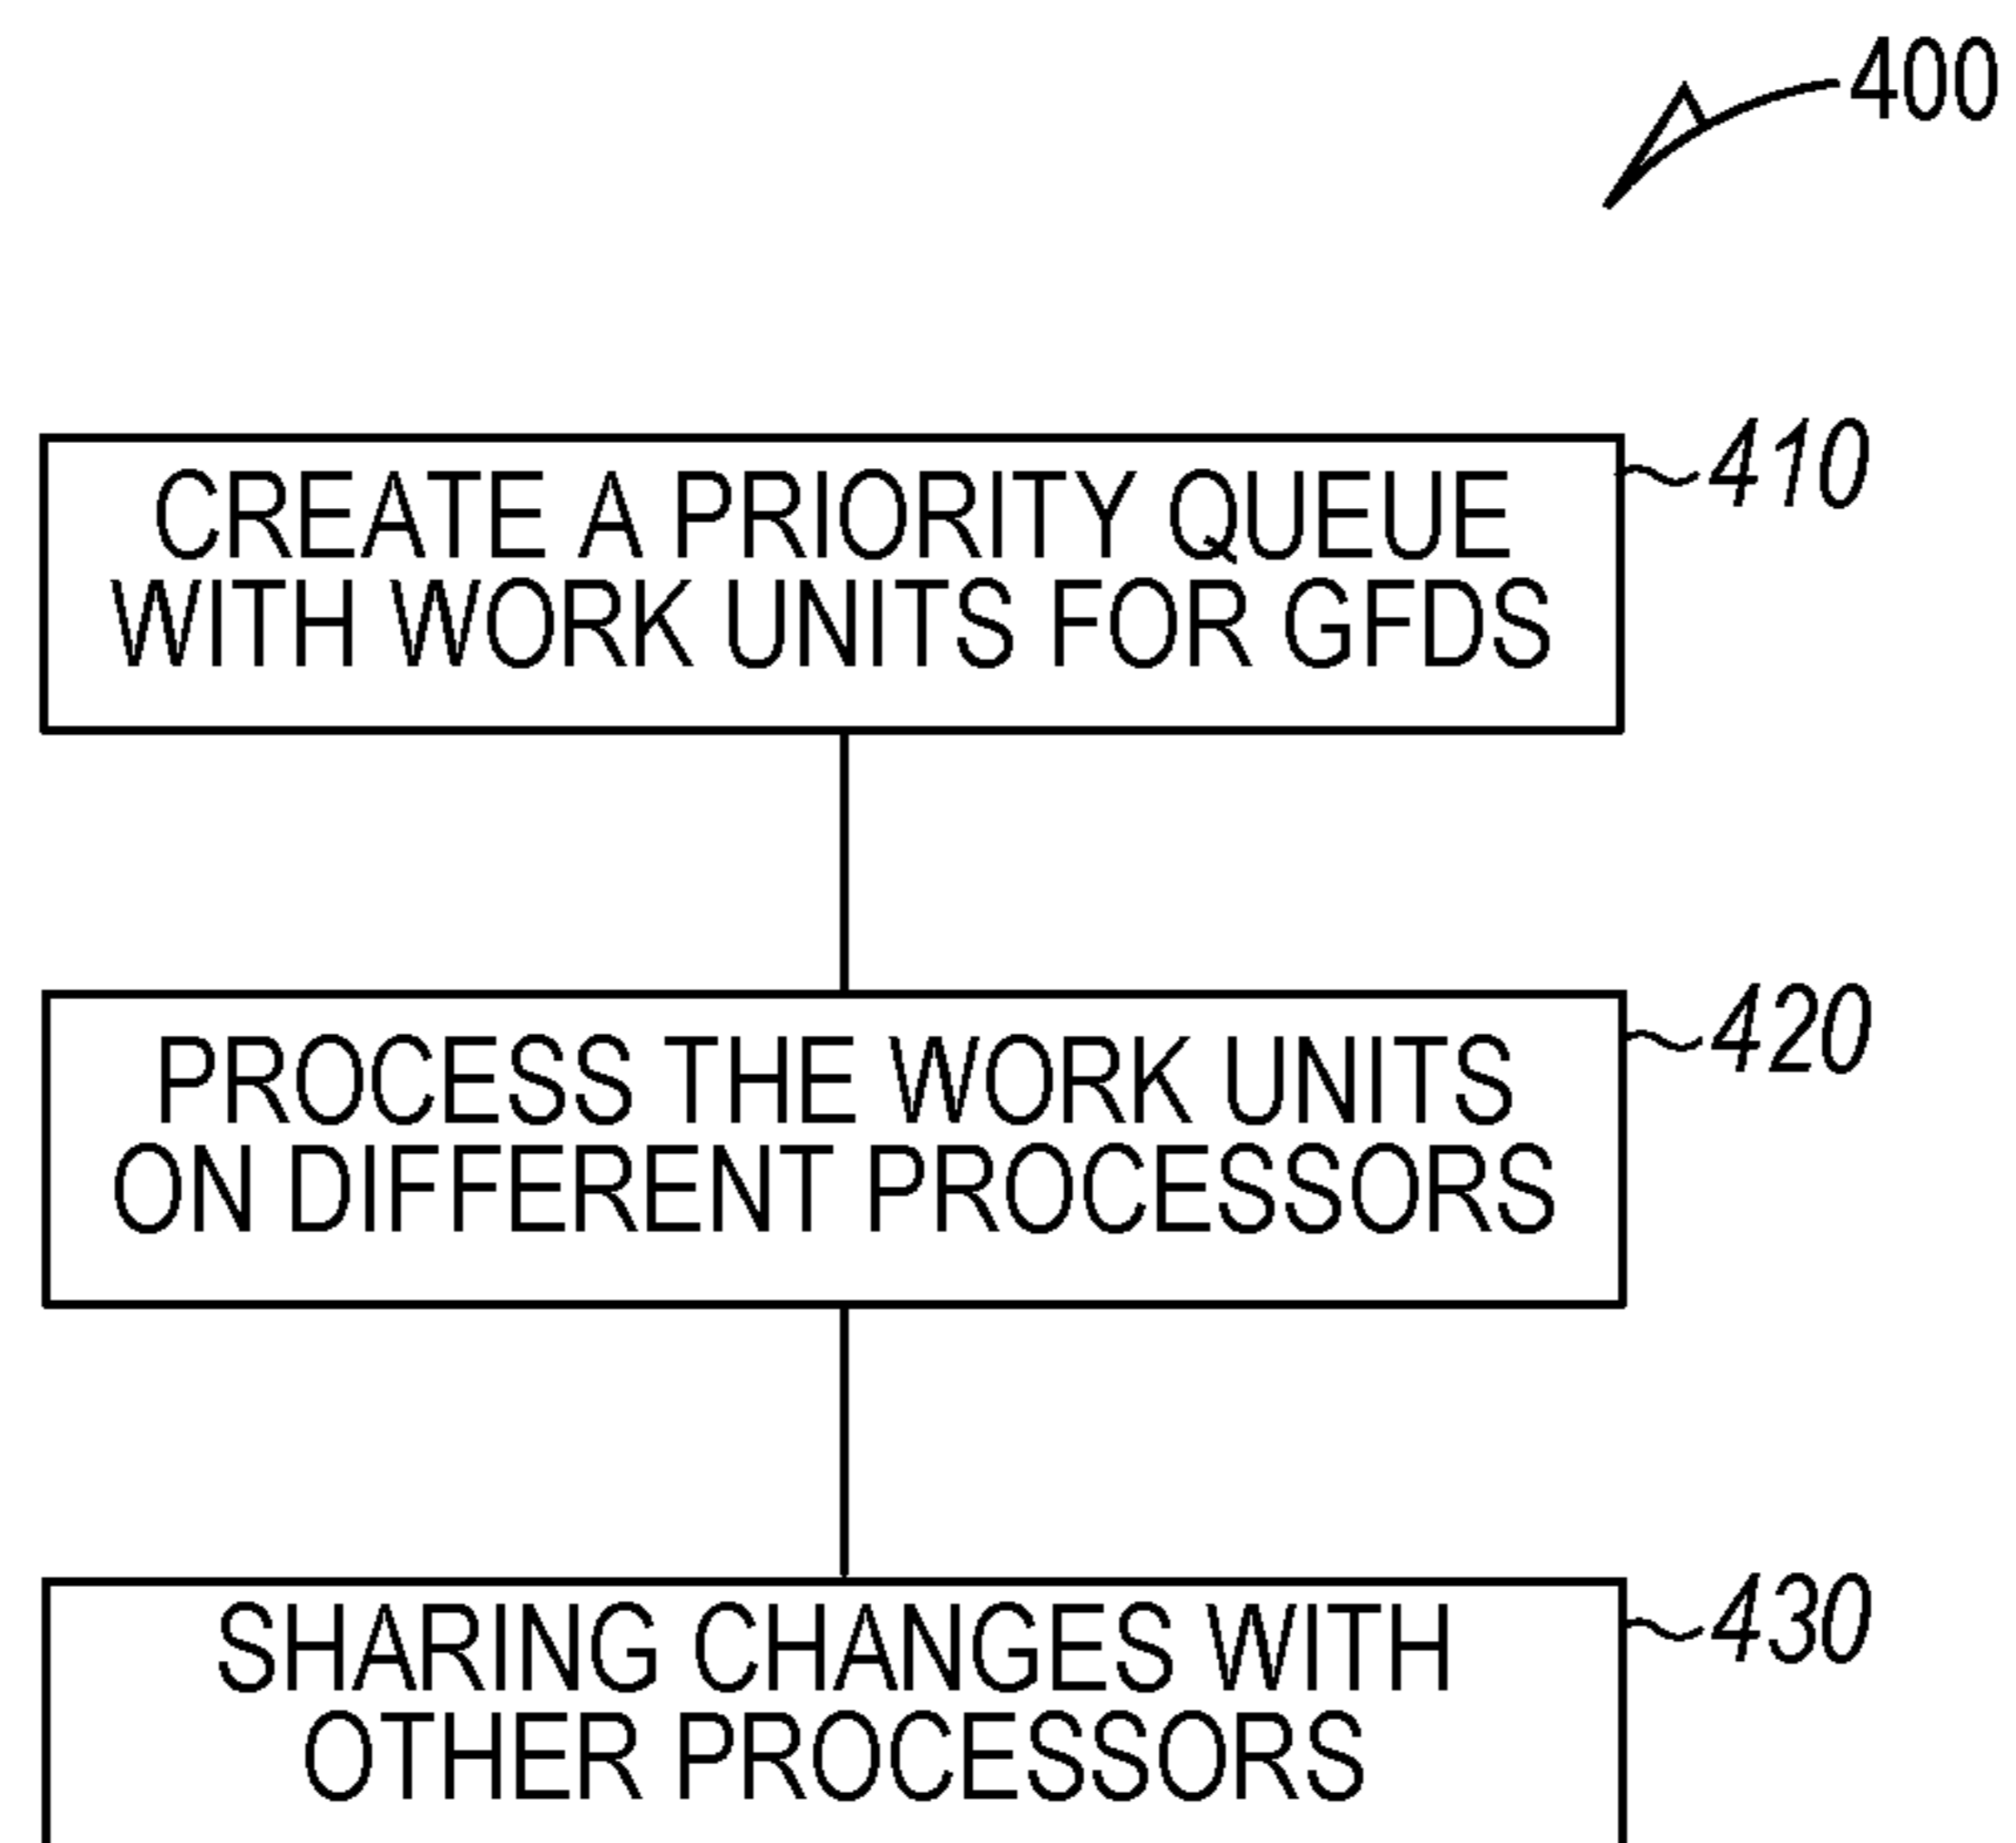 400
CREATE A PRIORITY QUEUE
WITH WORK UNITS FOR GFDS
410
PROCESS THE WORK UNITS
ON DIFFERENT PROCESSORS
420
SHARING CHANGES WITH
OTHER PROCESSORS
430